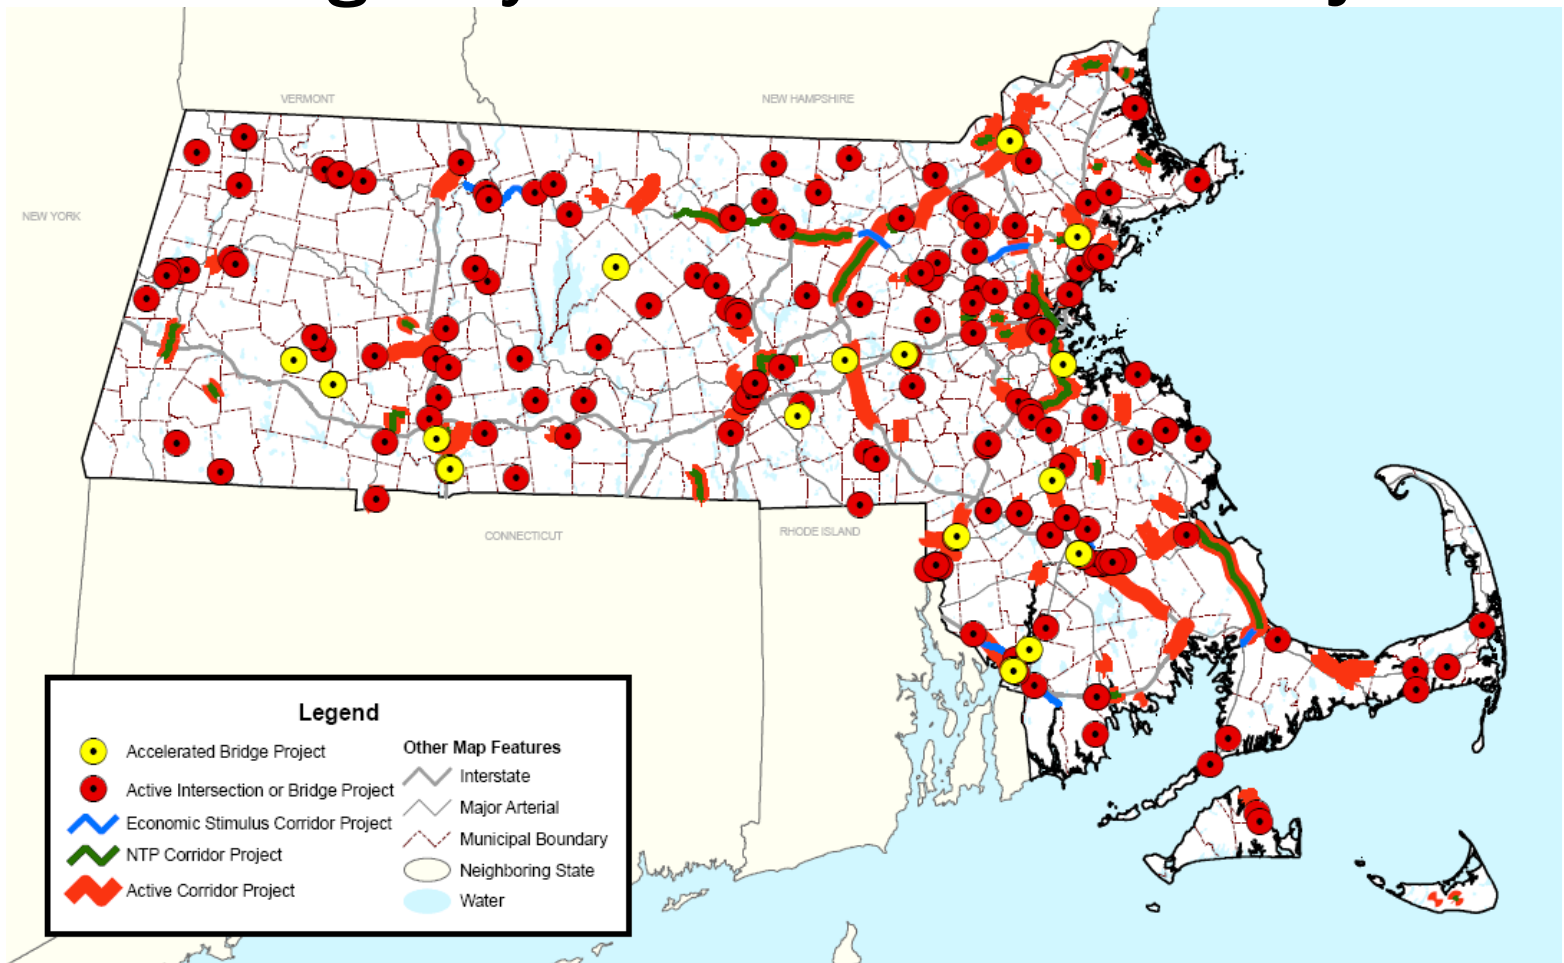 VERMONT
NEW HAMPSHIRE
NEW YORK
CONNECTICUT
RHODE ISLAND
Legend
Accelerated Bridge Project
Active Intersection or Bridge Project
Economic Stimulus Corridor Project
NTP Corridor Project
Active Corridor Project
Other Map Features
Interstate
Major Arterial
Municipal Boundary
Neighboring State
Water